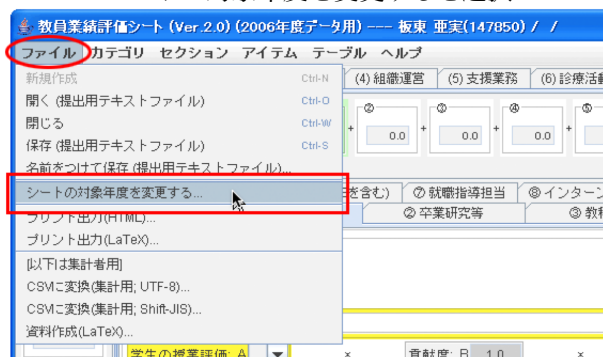 教員業績評価シート (Ver.2.0) (2006年度データ用) --- 板東 亜実(147850) / /
ファイル カテゴリ セクション アイテム テーブル ヘルプ
新規作成 Ctrl-N
開く (提出用テキストファイル) Ctrl-O
閉じる Ctrl-W
保存 (提出用テキストファイル) Ctrl-S
名前をつけて保存 (提出用テキストファイル)...
シートの対象年度を変更する...
プリント出力(HTML)...
プリント出力(LaTeX)...
[以下は集計者用]
CSVに変換(集計用; UTF-8)...
CSVに変換(集計用; Shift-JIS)...
資料作成(LaTeX)...
(4) 組織運営 (5) 支援業務 (6) 診療活
② ③ ④ ⑤
+ 0.0 + 0.0 + 0.0 +
を含む) ⑦ 就職指導担当 ⑧ インターン
② 卒業研究等 ③ 教
学生の授業評価: A × 貢献度: B 1.0 ×